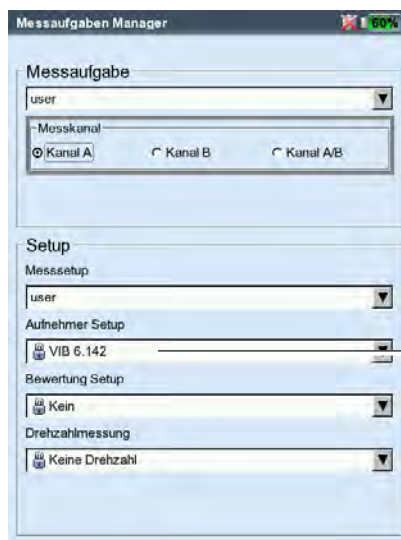 Messaufgaben Manager 60%
Messaufgabe
user
Messkanal
Kanal A Kanal B Kanal A/B
Setup
Messsetup
user
Aufnehmer Setup
VIB 6.142
Bewertung Setup
Kein
Drehzahlmessung
Keine Drehzahl